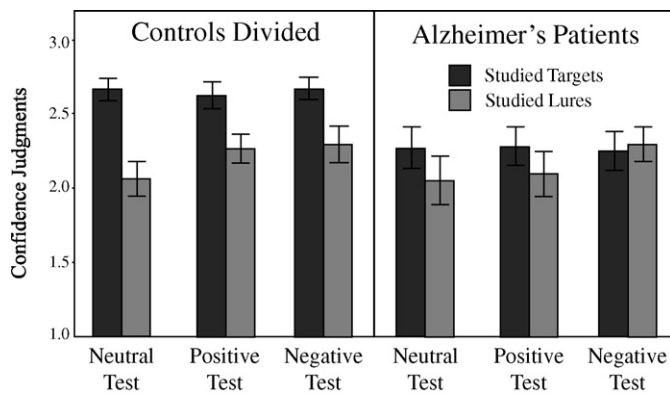 Controls Divided
Alzheimer's Patients
Studied Targets
Studied Lures
Confidence Judgments
3.0
2.5
2.0
1.5
1.0
Neutral Test
Positive Test
Negative Test
Neutral Test
Positive Test
Negative Test